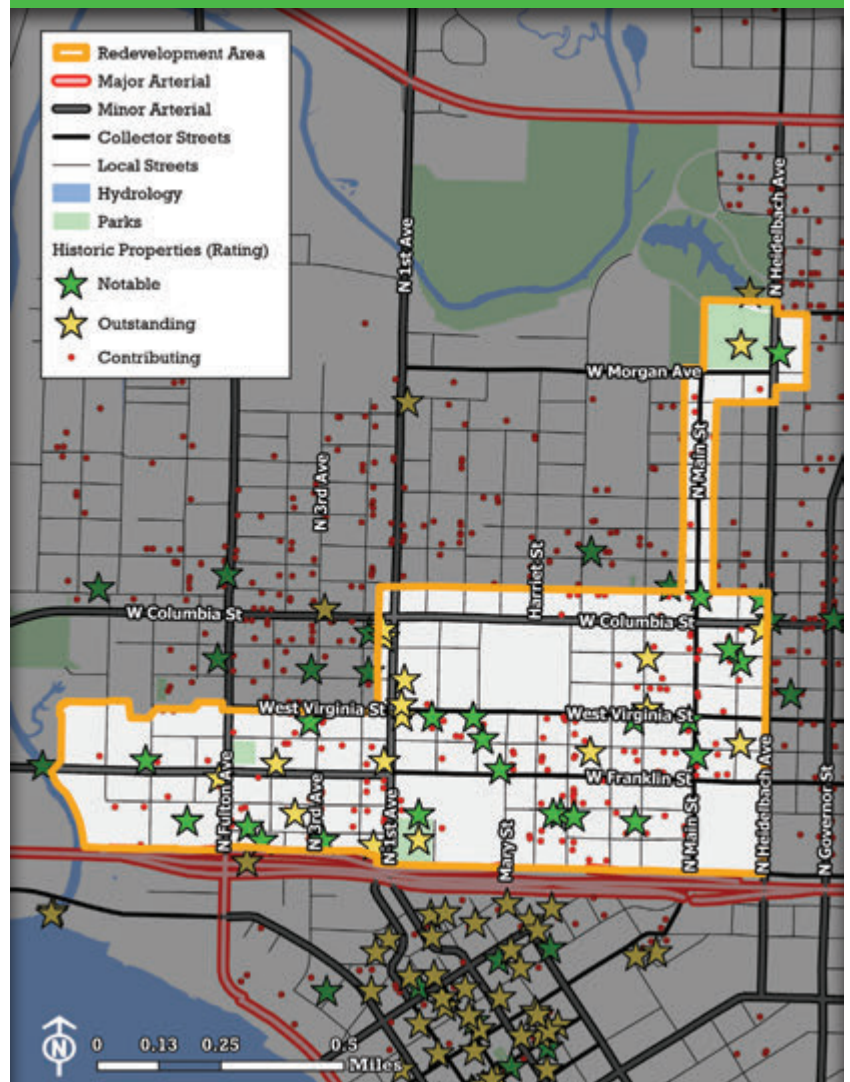 Redevelopment Area
Major Arterial
Minor Arterial
Collector Streets
Local Streets
Hydrology
Parks
Historic Properties (Rating)
Notable
Outstanding
Contributing
N 1st Ave
N Heidelbach Ave
W Morgan Ave
N Main St
N 3rd Ave
Harriet St
W Columbia St
W Columbia St
West Virginia St
West Virginia St
W Franklin St
N Fulton Ave
N 3rd Ave
N 1st Ave
Mary St
N Main St
N Heidelbach Ave
N Governor St
N
0 0.13 0.25 0.5
Miles